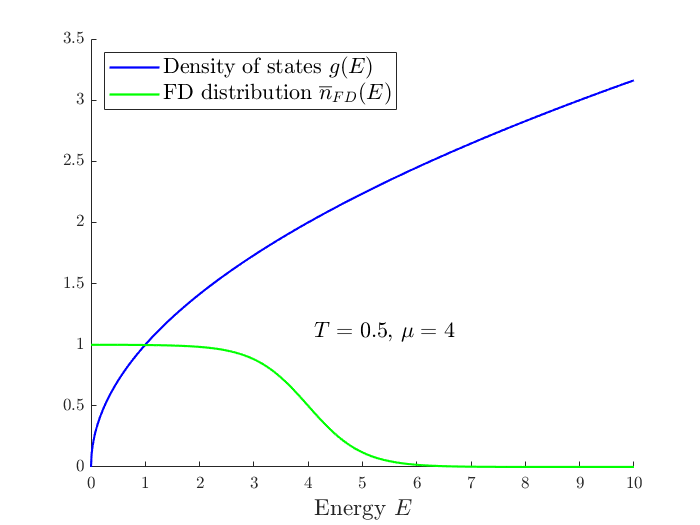 3.5
3
2.5
2
1.5
1
0.5
0
Density of states g(E)
FD distribution n̅_{FD}(E)
T = 0.5, μ = 4
0 1 2 3 4 5 6 7 8 9 10
Energy E